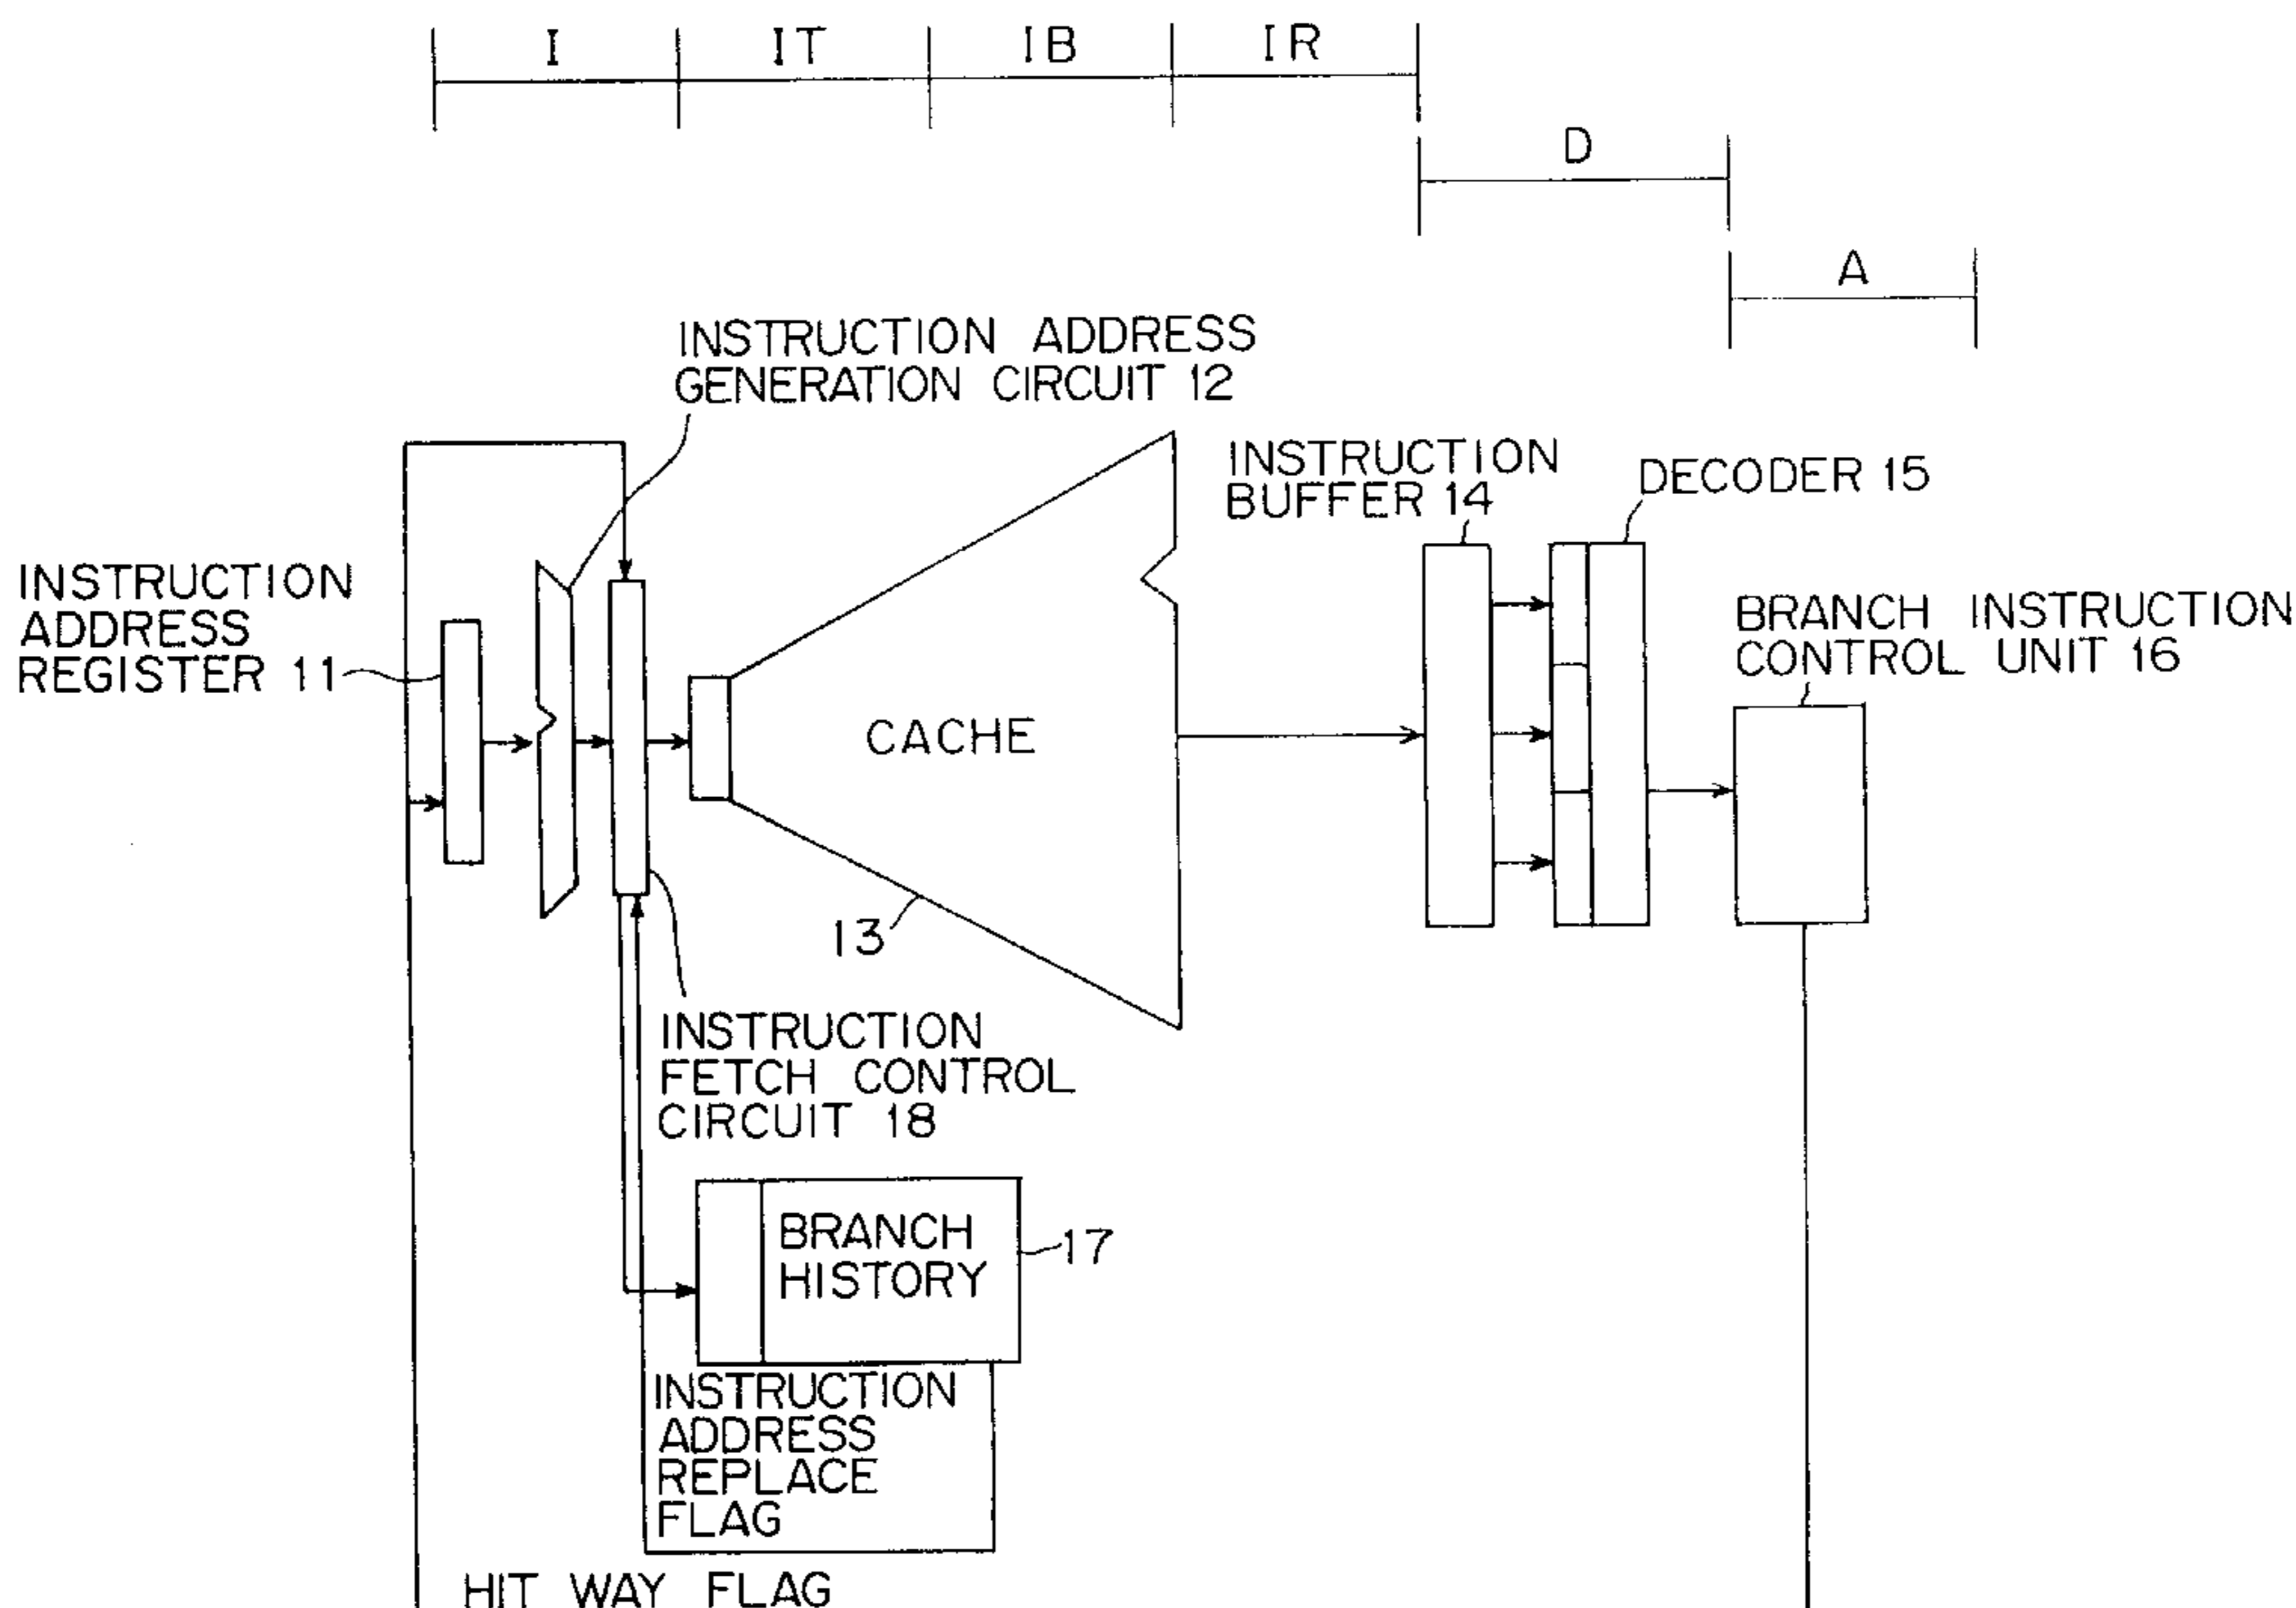 I IT IB IR
D
A
INSTRUCTION ADDRESS
GENERATION CIRCUIT 12
INSTRUCTION
BUFFER 14
DECODER 15
INSTRUCTION
ADDRESS
REGISTER 11
BRANCH INSTRUCTION
CONTROL UNIT 16
CACHE
13
INSTRUCTION
FETCH CONTROL
CIRCUIT 18
BRANCH
HISTORY
17
INSTRUCTION
ADDRESS
REPLACE
FLAG
HIT WAY FLAG